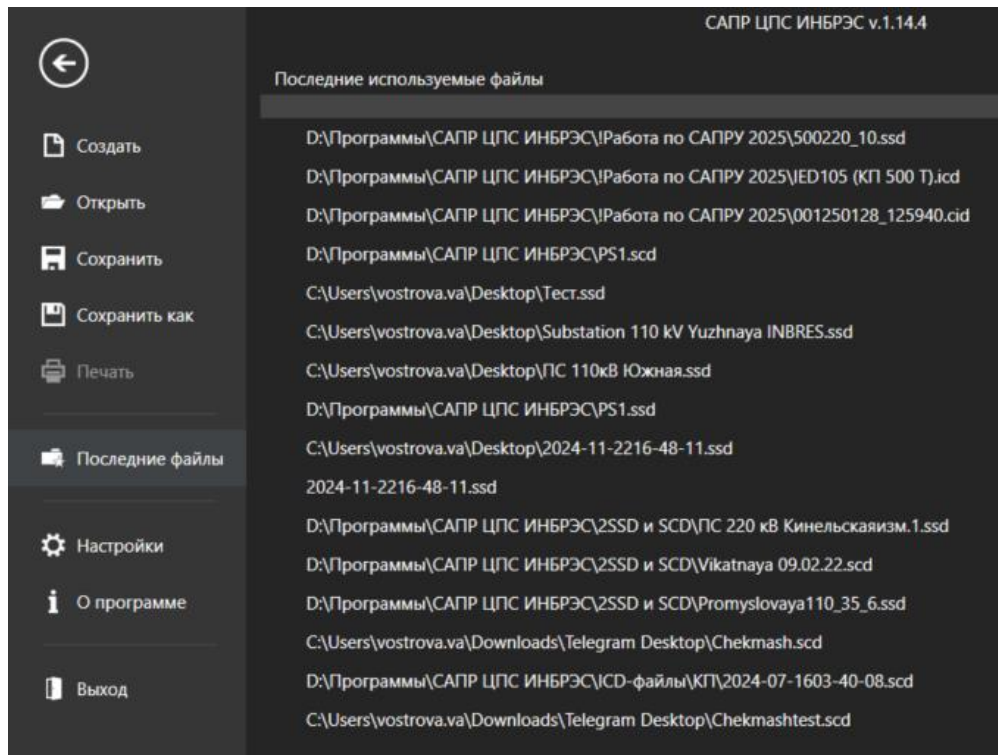 САПР ЦПС ИНБРЭС v.1.14.4
Создать
Открыть
Сохранить
Сохранить как
Печать
Последние файлы
Настройки
О программе
Выход
Последние используемые файлы
D:\Программы\САПР ЦПС ИНБРЭС\!Работа по САПРУ 2025\500220_10.ssd
D:\Программы\САПР ЦПС ИНБРЭС\!Работа по САПРУ 2025\IED105 (КП 500 Т).icd
D:\Программы\САПР ЦПС ИНБРЭС\!Работа по САПРУ 2025\001250128_125940.cid
D:\Программы\САПР ЦПС ИНБРЭС\PS1.scd
C:\Users\vostrova.va\Desktop\Тест.ssd
C:\Users\vostrova.va\Desktop\Substation 110 kV Yuzhnaya INBRES.ssd
C:\Users\vostrova.va\Desktop\ПС 110кВ Южная.ssd
D:\Программы\САПР ЦПС ИНБРЭС\PS1.ssd
C:\Users\vostrova.va\Desktop\2024-11-2216-48-11.ssd
2024-11-2216-48-11.ssd
D:\Программы\САПР ЦПС ИНБРЭС\2SSD и SCD\ПС 220 кВ Кинельскаяизм.1.ssd
D:\Программы\САПР ЦПС ИНБРЭС\2SSD и SCD\Vikatnaya 09.02.22.scd
D:\Программы\САПР ЦПС ИНБРЭС\2SSD и SCD\Promyslovaya110_35_6.ssd
C:\Users\vostrova.va\Downloads\Telegram Desktop\Chekmash.scd
D:\Программы\САПР ЦПС ИНБРЭС\ICD-файлы\КП\2024-07-1603-40-08.scd
C:\Users\vostrova.va\Downloads\Telegram Desktop\Chekmashtest.scd